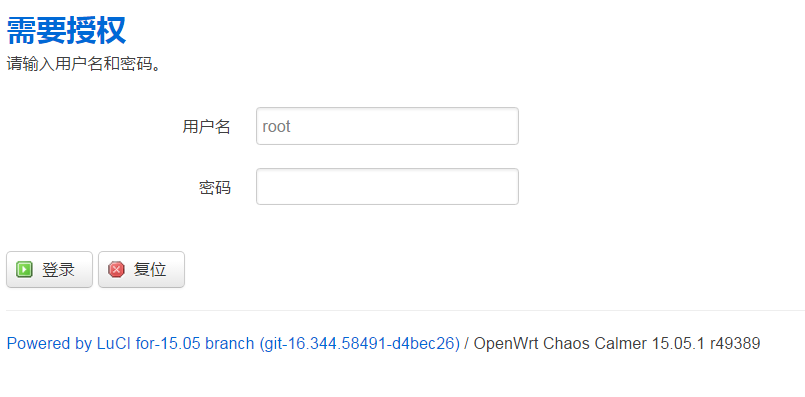 需要授权
请输入用户名和密码。
用户名 root
密码
登录 复位
Powered by LuCI for-15.05 branch (git-16.344.58491-d4bec26) / OpenWrt Chaos Calmer 15.05.1 r49389